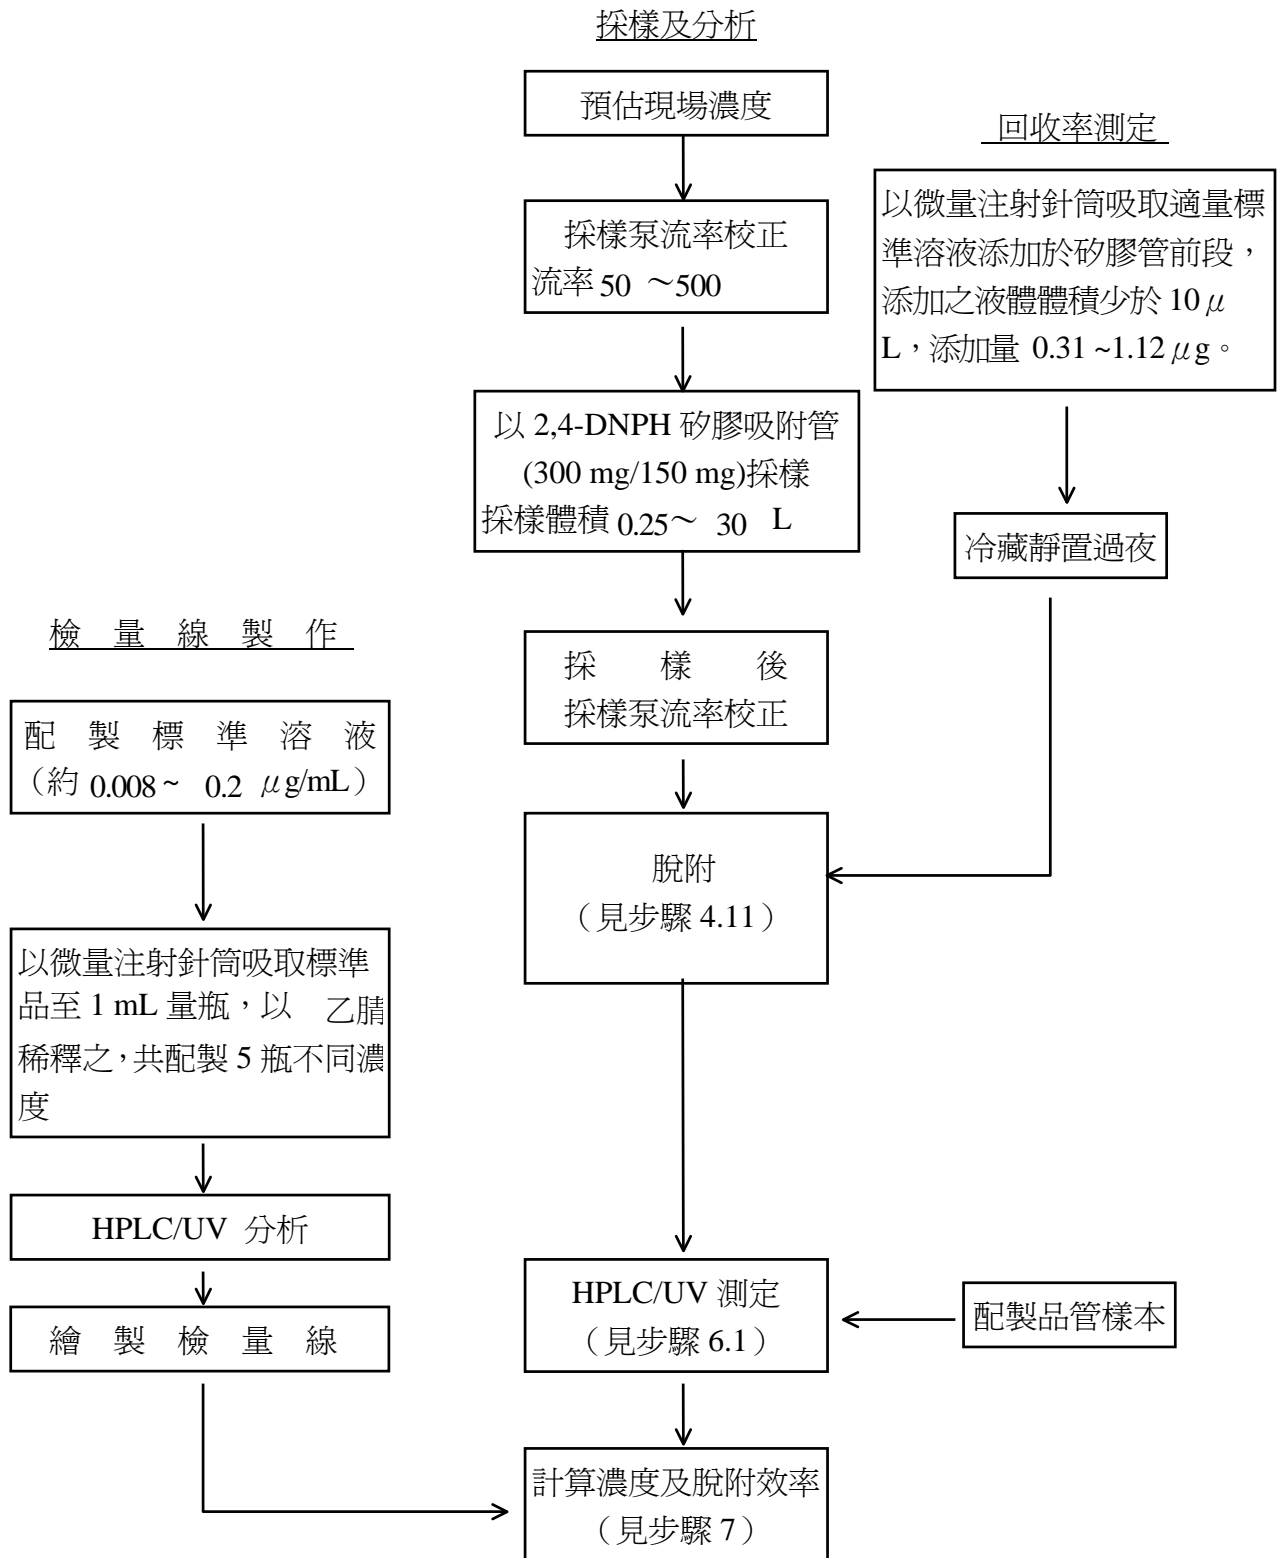 採樣及分析
預估現場濃度
採樣泵流率校正
流率 50 ～500
以 2,4-DNPH 矽膠吸附管
(300 mg/150 mg)採樣
採樣體積 0.25～ 30 L
採 樣 後
採樣泵流率校正
脫附
（見步驟 4.11）
HPLC/UV 測定
（見步驟 6.1）
計算濃度及脫附效率
（見步驟 7）
回收率測定
以微量注射針筒吸取適量標
準溶液添加於矽膠管前段，
添加之液體體積少於 10 μ
L，添加量 0.31 ~1.12 μg。
冷藏靜置過夜
配製品管樣本
檢 量 線 製 作
配 製 標 準 溶 液
（約 0.008 ~ 0.2 μg/mL）
以微量注射針筒吸取標準
品至 1 mL 量瓶，以 乙腈
稀釋之，共配製 5 瓶不同濃
度
HPLC/UV 分析
繪 製 檢 量 線